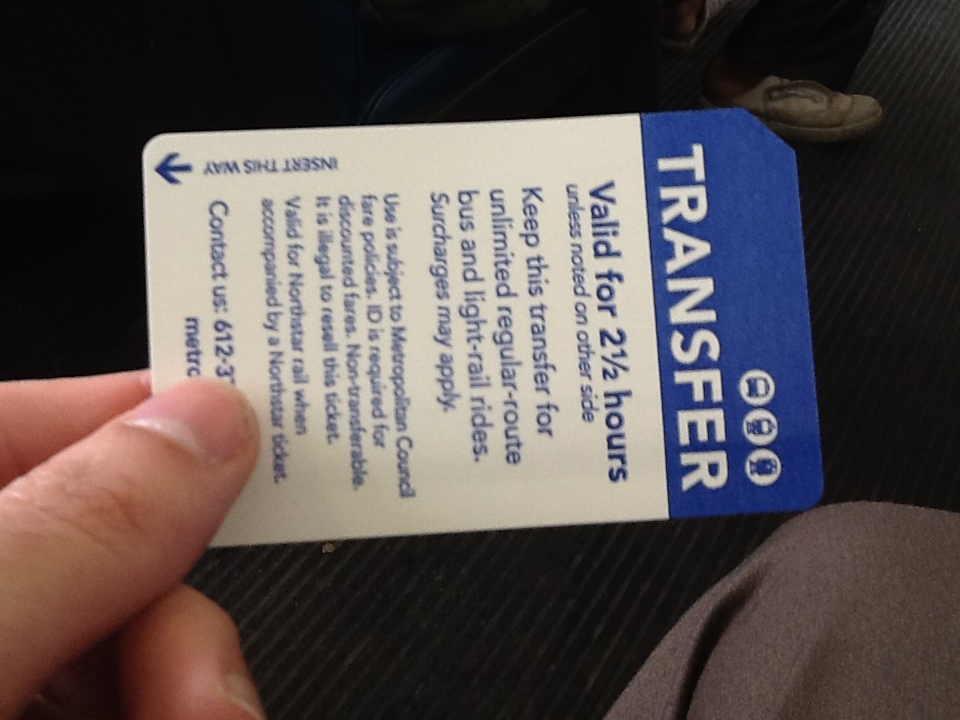 TRANSFER
Valid for 2½ hours
unless noted on other side
Keep this transfer for
unlimited regular-route
bus and light-rail rides.
Surcharges may apply.
Use is subject to Metropolitan Council
fare policies. ID is required for
discounted fares. Non-transferable.
It is illegal to resell this ticket.
Valid for Northstar rail when
accompanied by a Northstar ticket.
Contact us: 612-3
metro
INSERT THIS WAY